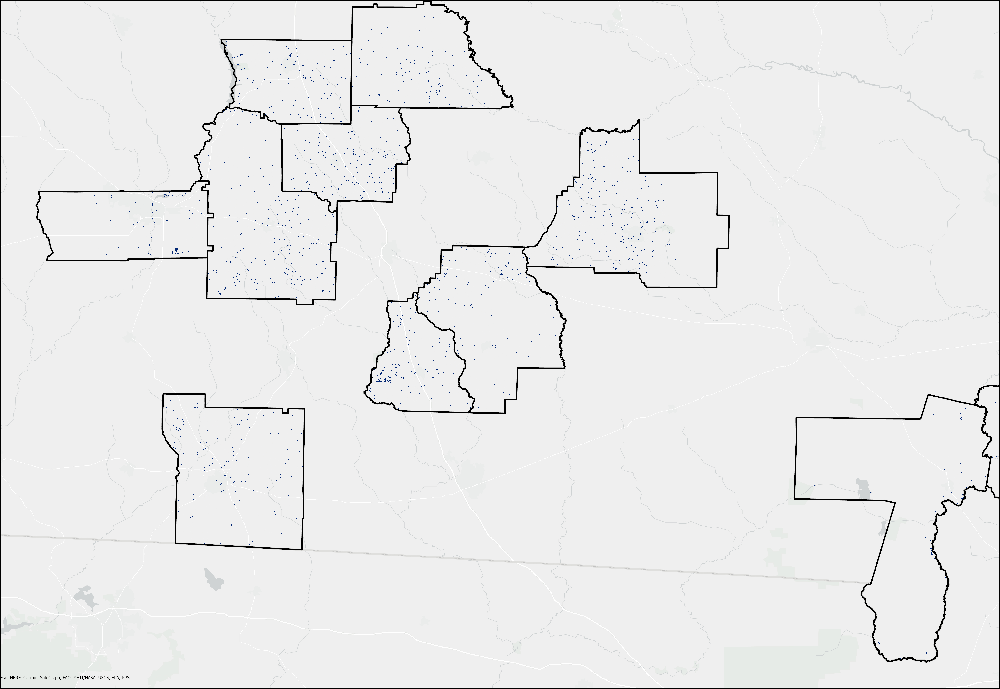 Esri, HERE, Garmin, SafeGraph, FAO, METI/NASA, USGS, EPA, NPS